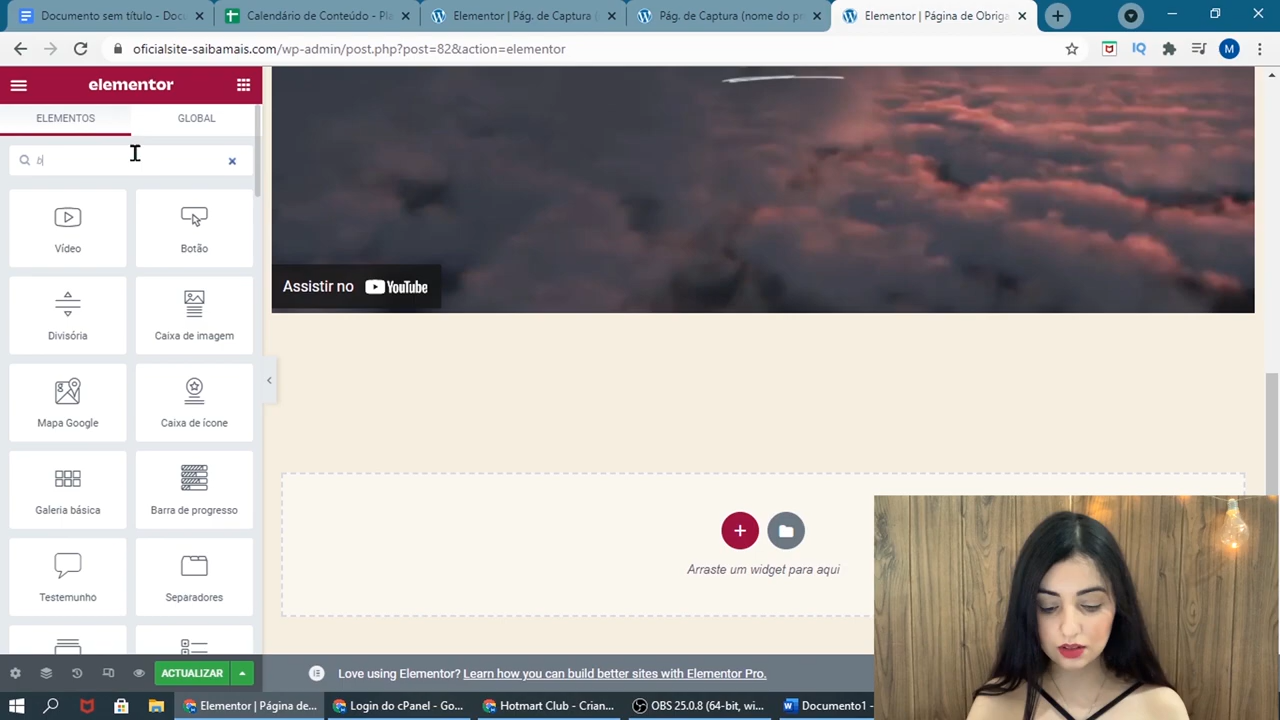 Documento sem título - Docu
Calendário de Conteúdo - Pla
Elementor | Pág. de Captura (
Pág. de Captura (nome do pr
Elementor | Página de Obriga
oficialsite-saibamais.com/wp-admin/post.php?post=82&action=elementor
IQ
M
elementor
ELEMENTOS
GLOBAL
b
Vídeo
Botão
Divisória
Caixa de imagem
Mapa Google
Caixa de ícone
Galeria básica
Barra de progresso
Testemunho
Separadores
Assistir no YouTube
Arraste um widget para aqui
ACTUALIZAR
Love using Elementor? Learn how you can build better sites with Elementor Pro.
Elementor | Página de...
Login do cPanel - Go...
Hotmart Club - Crian...
OBS 25.0.8 (64-bit, wi...
Documento1 -